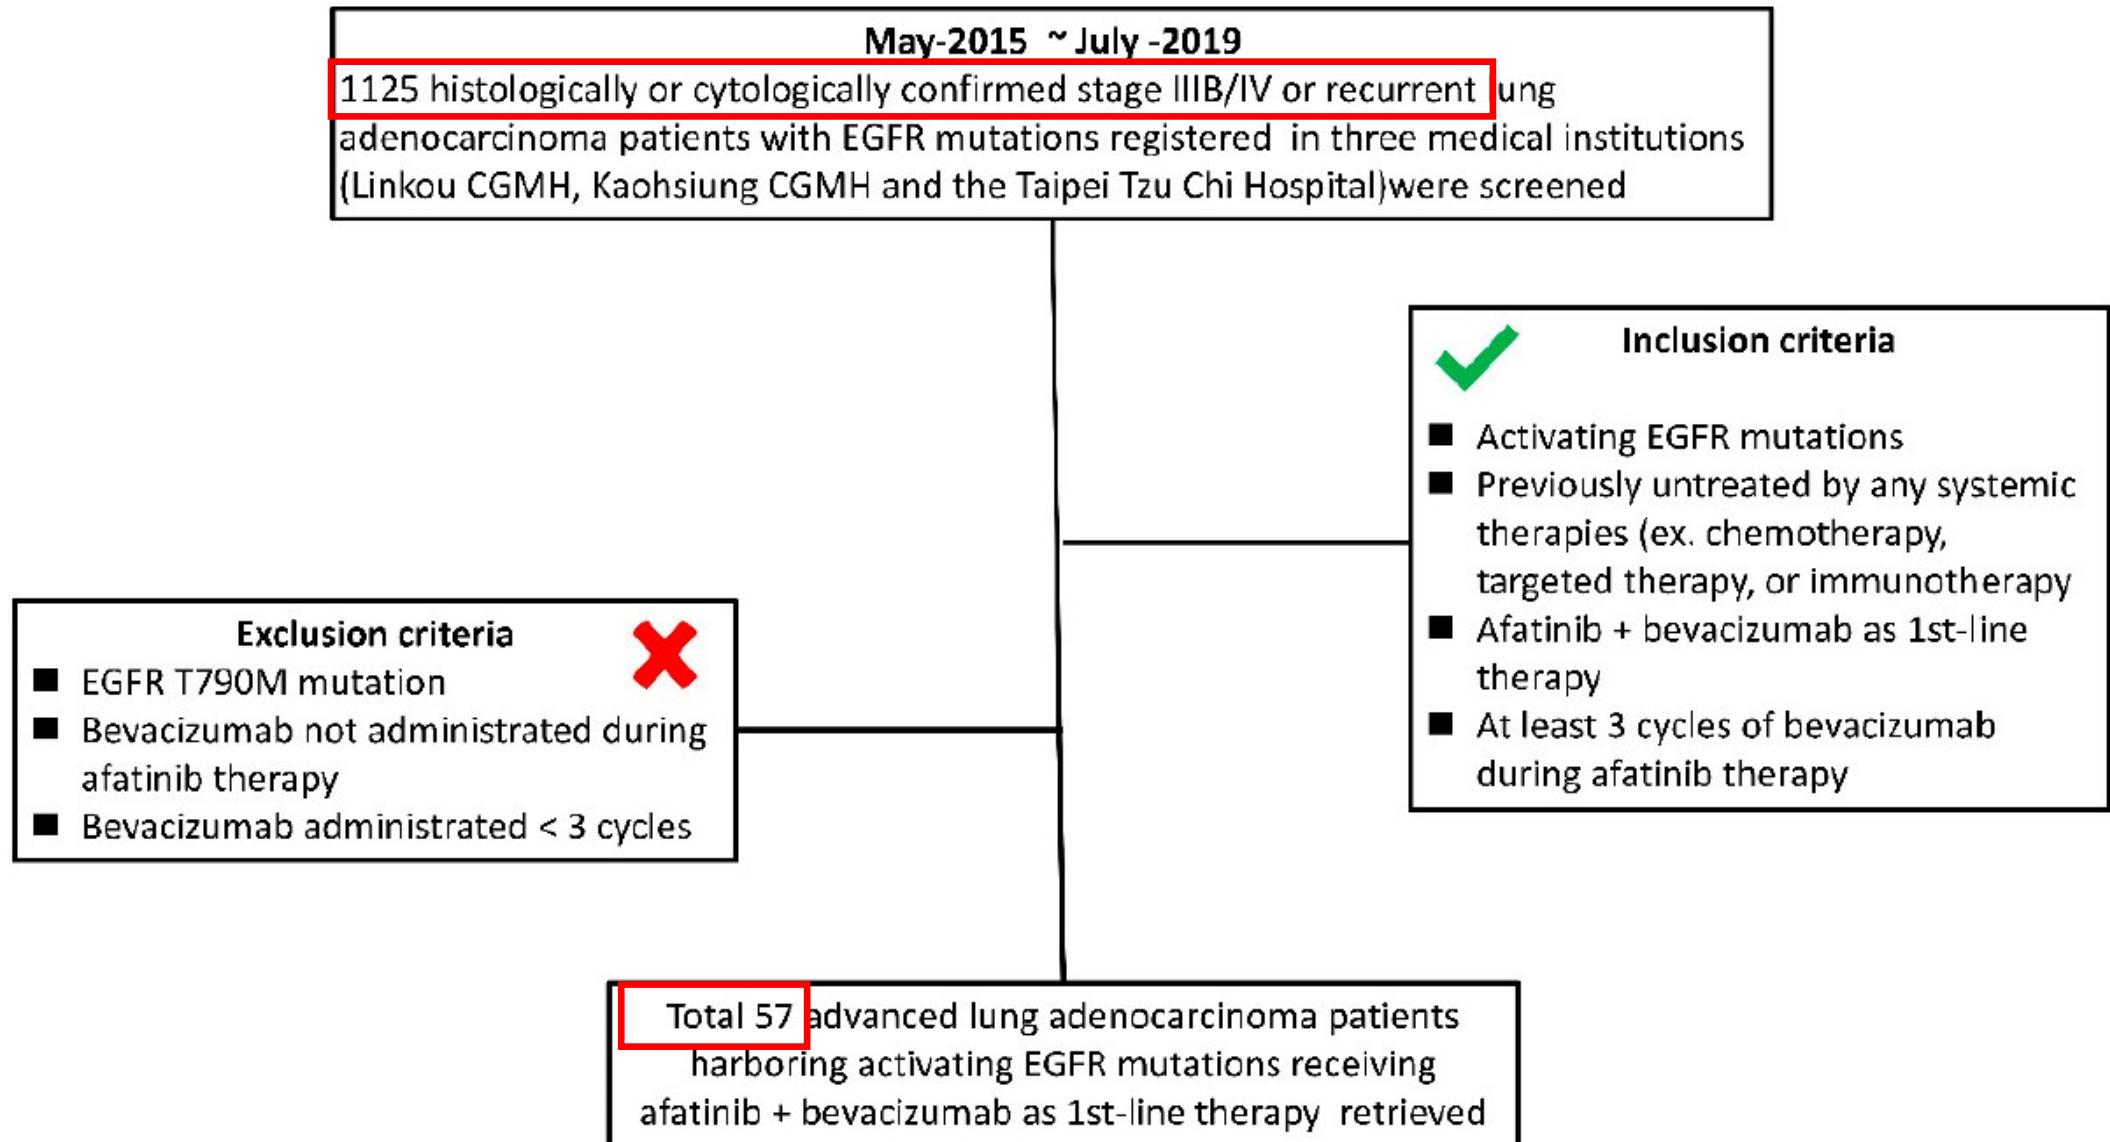 May-2015 ~ July -2019
1125 histologically or cytologically confirmed stage IIIB/IV or recurrent lung
adenocarcinoma patients with EGFR mutations registered in three medical institutions
(Linkou CGMH, Kaohsiung CGMH and the Taipei Tzu Chi Hospital)were screened
Inclusion criteria
■ Activating EGFR mutations
■ Previously untreated by any systemic
therapies (ex. chemotherapy,
targeted therapy, or immunotherapy
■ Afatinib + bevacizumab as 1st-line
therapy
■ At least 3 cycles of bevacizumab
during afatinib therapy
Exclusion criteria
■ EGFR T790M mutation
■ Bevacizumab not administrated during
afatinib therapy
■ Bevacizumab administrated < 3 cycles
Total 57 advanced lung adenocarcinoma patients
harboring activating EGFR mutations receiving
afatinib + bevacizumab as 1st-line therapy retrieved